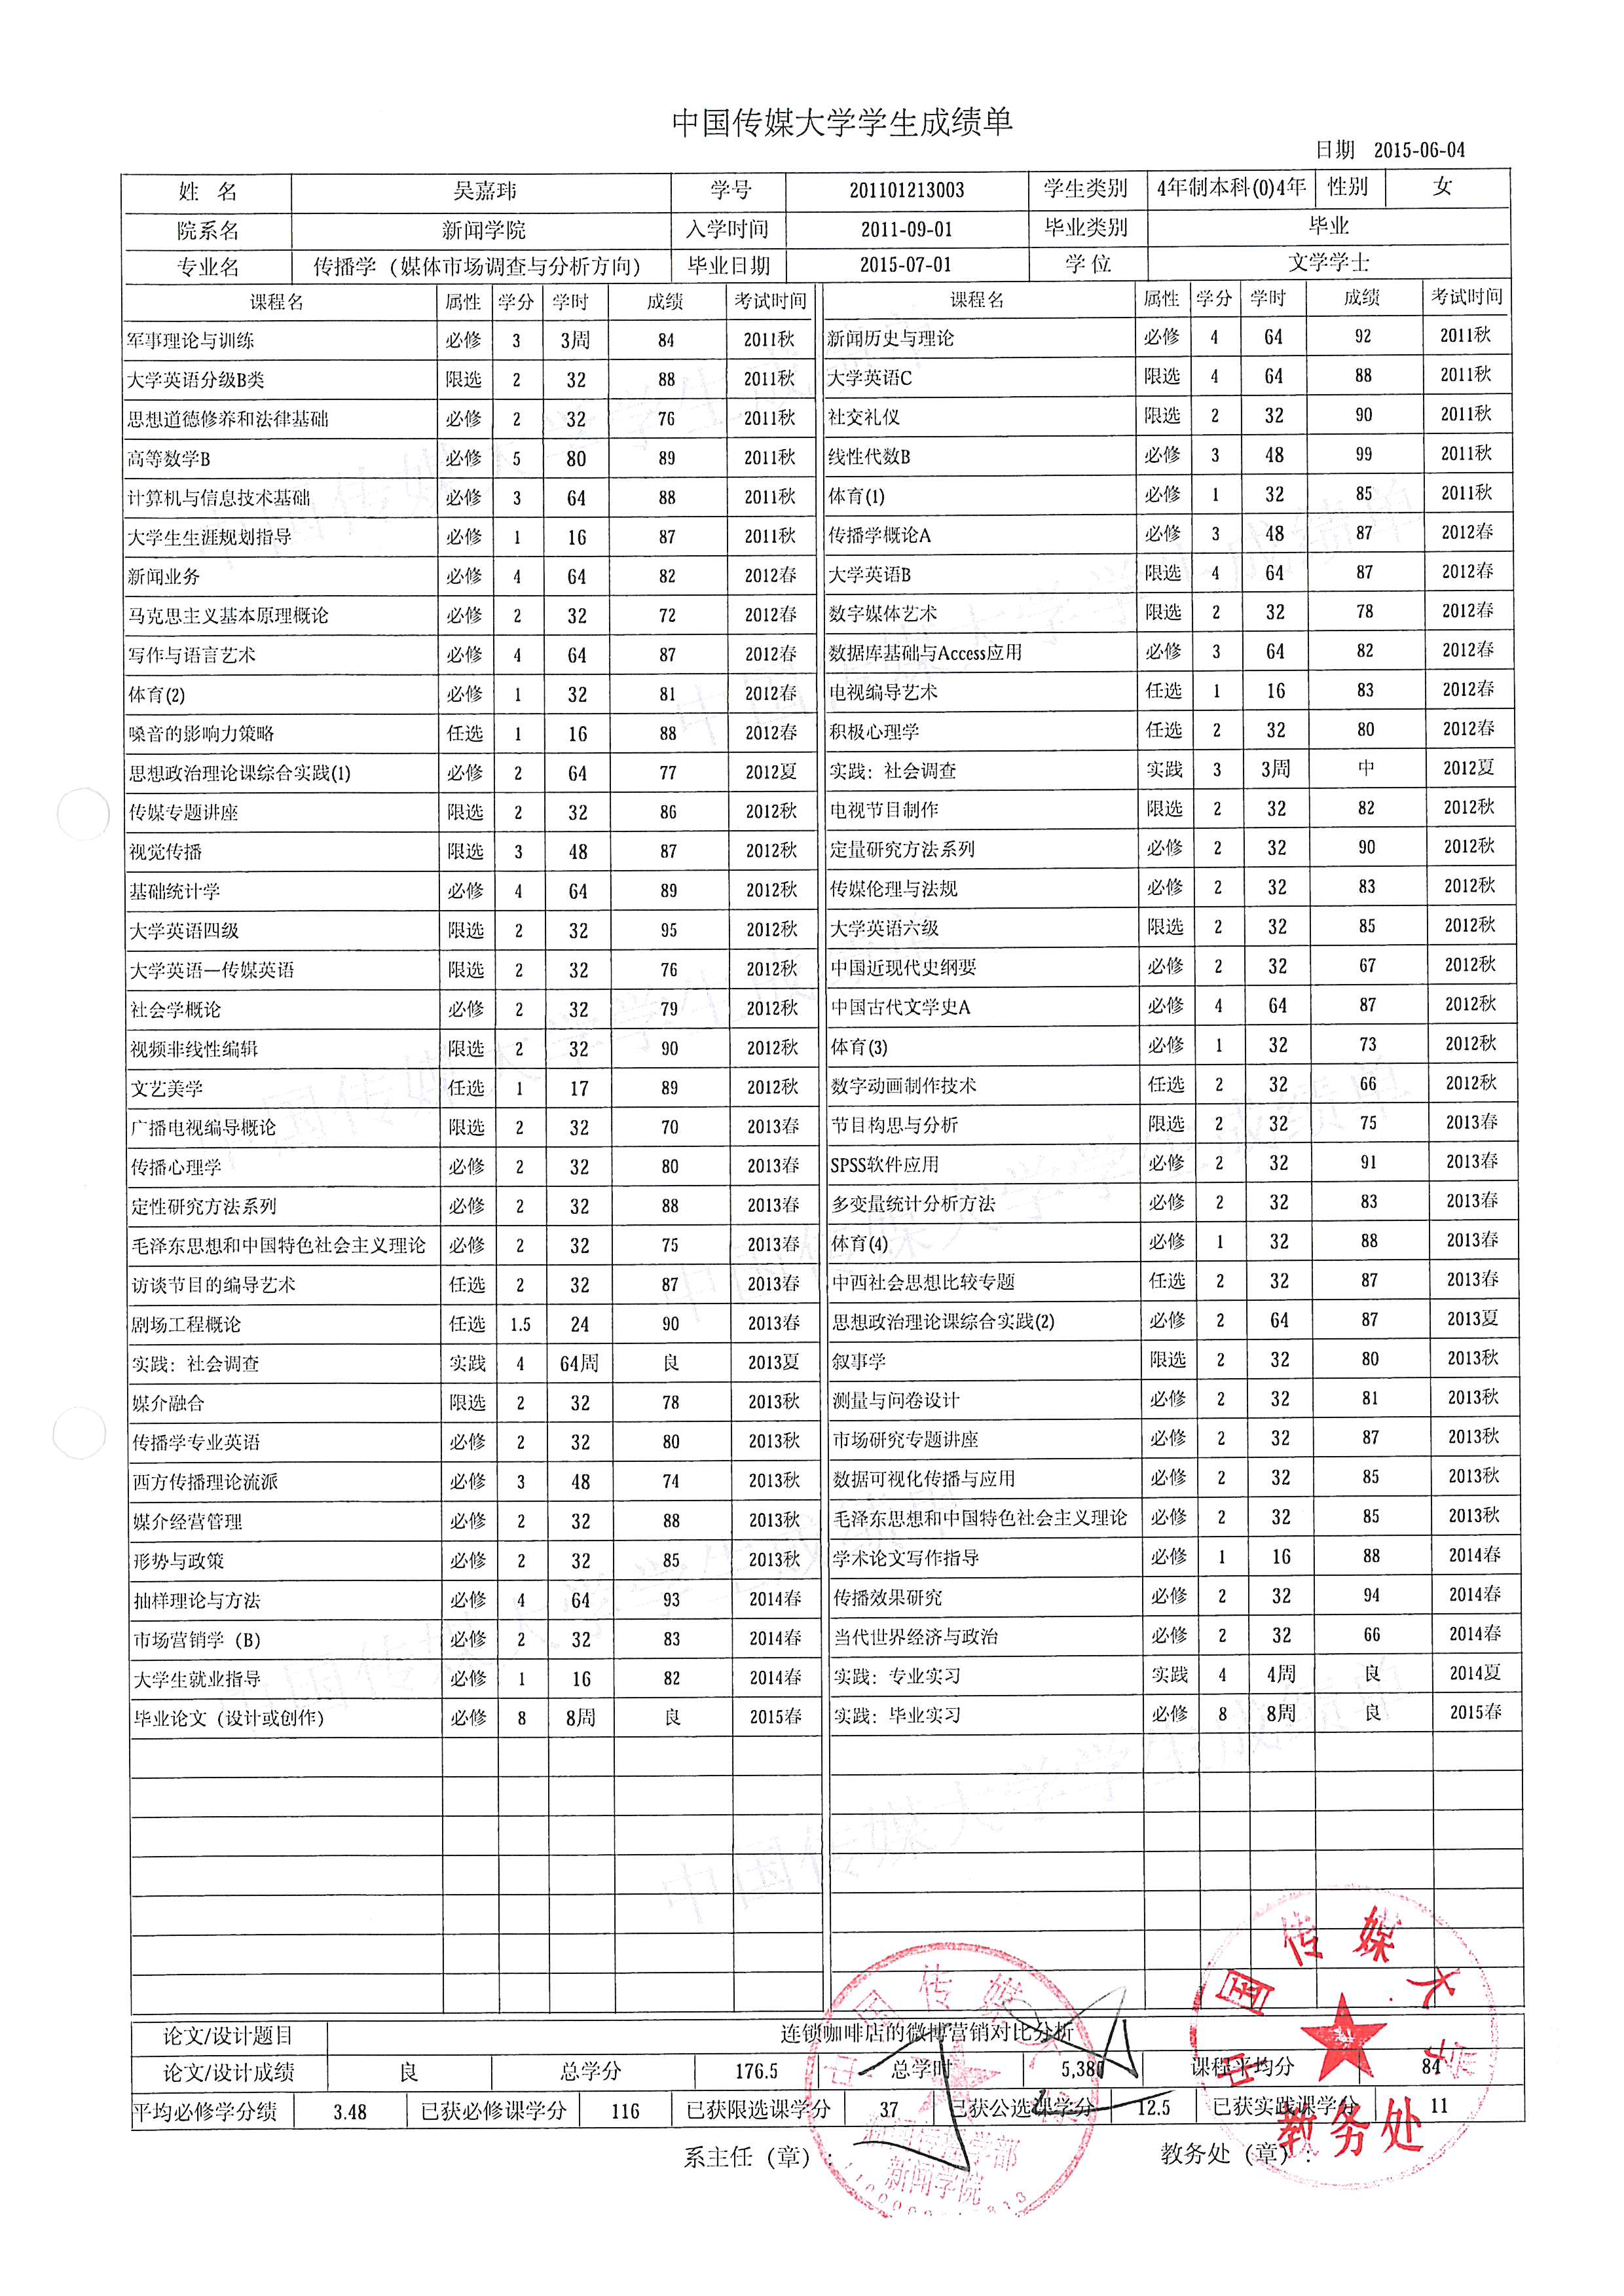 中国传媒大学学生成绩单
日期 2015-06-04
姓 名 吴嘉玮 学号 201101213003 学生类别 4年制本科(0)4年 性别 女
院系名 新闻学院 入学时间 2011-09-01 毕业类别 毕业
专业名 传播学（媒体市场调查与分析方向） 毕业日期 2015-07-01 学 位 文学学士
课程名 属性 学分 学时 成绩 考试时间 课程名 属性 学分 学时 成绩 考试时间
军事理论与训练 必修 3 3周 84 2011秋 新闻历史与理论 必修 4 64 92 2011秋
大学英语分级B类 限选 2 32 88 2011秋 大学英语C 限选 4 64 88 2011秋
思想道德修养和法律基础 必修 2 32 76 2011秋 社交礼仪 限选 2 32 90 2011秋
高等数学B 必修 5 80 89 2011秋 线性代数B 必修 3 48 99 2011秋
计算机与信息技术基础 必修 3 64 88 2011秋 体育(1) 必修 1 32 85 2011秋
大学生生涯规划指导 必修 1 16 87 2011秋 传播学概论A 必修 3 48 87 2012春
新闻业务 必修 4 64 82 2012春 大学英语B 限选 4 64 87 2012春
马克思主义基本原理概论 必修 2 32 72 2012春 数字媒体艺术 限选 2 32 78 2012春
写作与语言艺术 必修 4 64 87 2012春 数据库基础与Access应用 必修 3 64 82 2012春
体育(2) 必修 1 32 81 2012春 电视编导艺术 任选 1 16 83 2012春
嗓音的影响力策略 任选 1 16 88 2012春 积极心理学 任选 2 32 80 2012春
思想政治理论课综合实践(1) 必修 2 64 77 2012夏 实践：社会调查 实践 3 3周 中 2012夏
传媒专题讲座 限选 2 32 86 2012秋 电视节目制作 限选 2 32 82 2012秋
视觉传播 限选 3 48 87 2012秋 定量研究方法系列 必修 2 32 90 2012秋
基础统计学 必修 4 64 89 2012秋 传媒伦理与法规 必修 2 32 83 2012秋
大学英语四级 限选 2 32 95 2012秋 大学英语六级 限选 2 32 85 2012秋
大学英语—传媒英语 限选 2 32 76 2012秋 中国近现代史纲要 必修 2 32 67 2012秋
社会学概论 必修 2 32 79 2012秋 中国古代文学史A 必修 4 64 87 2012秋
视频非线性编辑 限选 2 32 90 2012秋 体育(3) 必修 1 32 73 2012秋
文艺美学 任选 1 17 89 2012秋 数字动画制作技术 任选 2 32 66 2012秋
广播电视编导概论 限选 2 32 70 2013春 节目构思与分析 限选 2 32 75 2013春
传播心理学 必修 2 32 80 2013春 SPSS软件应用 必修 2 32 91 2013春
定性研究方法系列 必修 2 32 88 2013春 多变量统计分析方法 必修 2 32 83 2013春
毛泽东思想和中国特色社会主义理论 必修 2 32 75 2013春 体育(4) 必修 1 32 88 2013春
访谈节目的编导艺术 任选 2 32 87 2013春 中西社会思想比较专题 任选 2 32 87 2013春
剧场工程概论 任选 1.5 24 90 2013春 思想政治理论课综合实践(2) 必修 2 64 87 2013夏
实践：社会调查 实践 4 64周 良 2013夏 叙事学 限选 2 32 80 2013秋
媒介融合 限选 2 32 78 2013秋 测量与问卷设计 必修 2 32 81 2013秋
传播学专业英语 必修 2 32 80 2013秋 市场研究专题讲座 必修 2 32 87 2013秋
西方传播理论流派 必修 3 48 74 2013秋 数据可视化传播与应用 必修 2 32 85 2013秋
媒介经营管理 必修 2 32 88 2013秋 毛泽东思想和中国特色社会主义理论 必修 2 32 85 2013秋
形势与政策 必修 2 32 85 2013秋 学术论文写作指导 必修 1 16 88 2014春
抽样理论与方法 必修 4 64 93 2014春 传播效果研究 必修 2 32 94 2014春
市场营销学（B） 必修 2 32 83 2014春 当代世界经济与政治 必修 2 32 66 2014春
大学生就业指导 必修 1 16 82 2014春 实践：专业实习 实践 4 4周 良 2014夏
毕业论文（设计或创作） 必修 8 8周 良 2015春 实践：毕业实习 必修 8 8周 良 2015春
论文/设计题目 连锁咖啡店的微博营销对比分析
论文/设计成绩 良 总学分 176.5 总学时 5,380 课程平均分 84
平均必修学分绩 3.48 已获必修课学分 116 已获限选课学分 37 已获公选课学分 12.5 已获实践课学分 11
系主任（章）： 教务处（章）：
中国传媒大学
教务处
中国传媒
学部
新闻学院